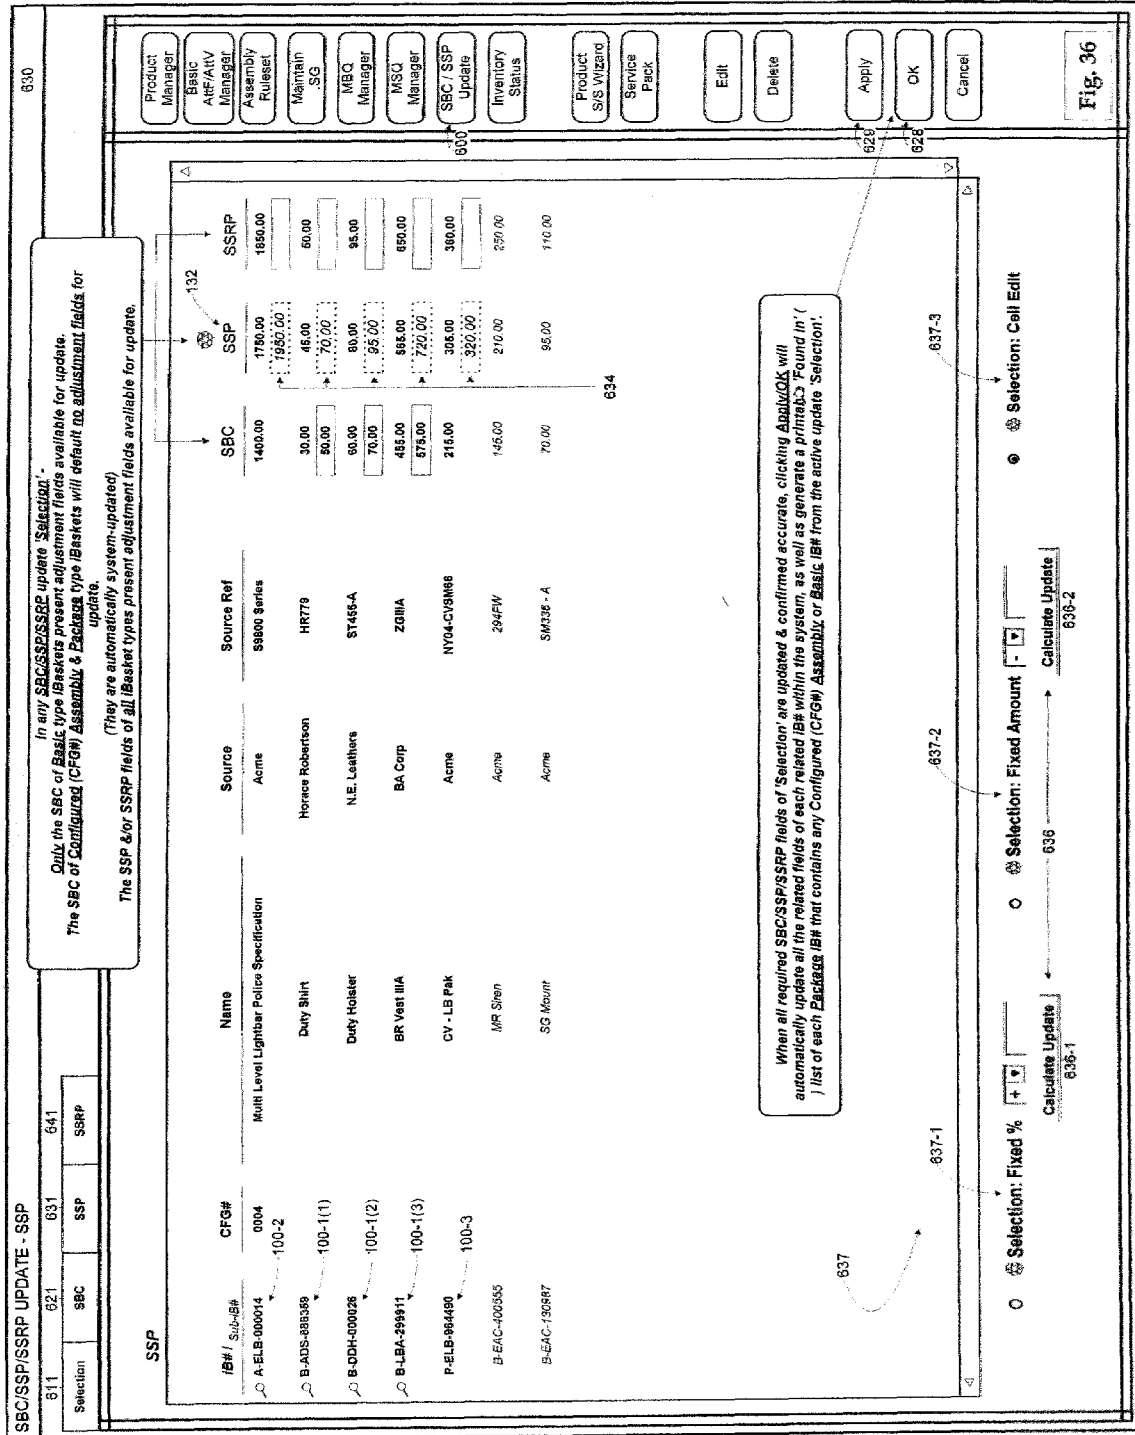 SBC/SSP/SSRP UPDATE - SSP
630
611 621 631 641
Selection SBC SSP SSRP
In any SBC/SSP/SSRP update 'Selection' -
Only the SBC of Basic type iBaskets present adjustment fields available for update.
The SBC of Configured (CFG#) Assembly & Package type iBaskets will default no adjustment fields for
update.
(They are automatically system-updated)
The SSP &/or SSRP fields of all iBasket types present adjustment fields available for update.
SSP
132
IB# / Sub-IB# CFG# Name Source Source Ref SBC SSP SSRP
A-ELB-000014 0004 Multi Level Lightbar Police Specification Acme S9800 Series 1400.00 1750.00 1850.00
100-2 1950.00
B-ADS-886389 Duty Shirt Horace Robertson HR779 30.00 45.00 50.00
100-1(1) 50.00 70.00
B-DDH-000026 Duty Holster N.E. Leathers ST456-A 60.00 80.00 95.00
100-1(2) 70.00 95.00
B-LBA-299911 BR Vest IIIA BA Corp ZGIIIA 455.00 565.00 650.00
100-1(3) 575.00 720.00
P-ELB-964490 CV - LB Pak Acme NY04-CVSM66 215.00 305.00 360.00
100-3 320.00
B-EAC-400555 MR Siren Acme 294FW 145.00 210.00 250.00
B-EAC-130987 SG Mount Acme SM336 - A 70.00 95.00 110.00
634
When all required SBC/SSP/SSRP fields of 'Selection' are updated & confirmed accurate, clicking Apply/OK will
automatically update all the related fields of each related IB# within the system, as well as generate a printable 'Found in' (
) list of each Package IB# that contains any Configured (CFG#) Assembly or Basic IB# from the active update 'Selection'.
637
637-1 637-2 637-3
Selection: Fixed % + Selection: Fixed Amount - Selection: Cell Edit
Calculate Update 636 Calculate Update
636-1 636-2
Product Manager
Basic AttF/AttV Manager
Assembly Ruleset
Maintain SG
MBQ Manager
MSQ Manager
SBC / SSP Update
600
Inventory Status
Product S/S Wizard
Service Pack
Edit
Delete
Apply
629
OK
628
Cancel
Fig. 36